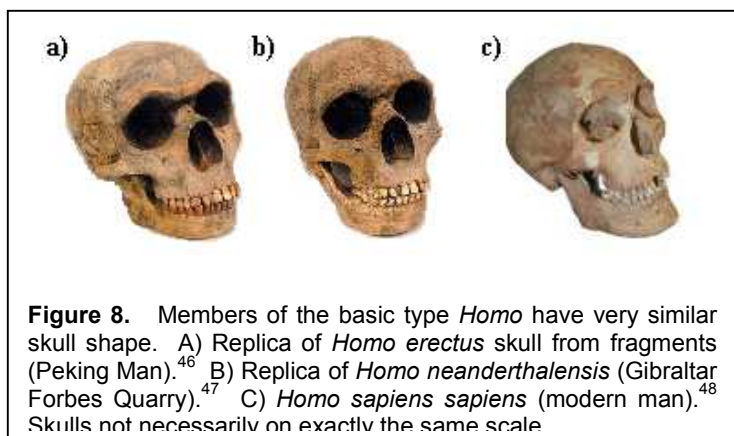 a) b) c)
Figure 8. Members of the basic type Homo have very similar
skull shape. A) Replica of Homo erectus skull from fragments
(Peking Man).46 B) Replica of Homo neanderthalensis (Gibraltar
Forbes Quarry).47 C) Homo sapiens sapiens (modern man).48
Skulls not necessarily on exactly the same scale